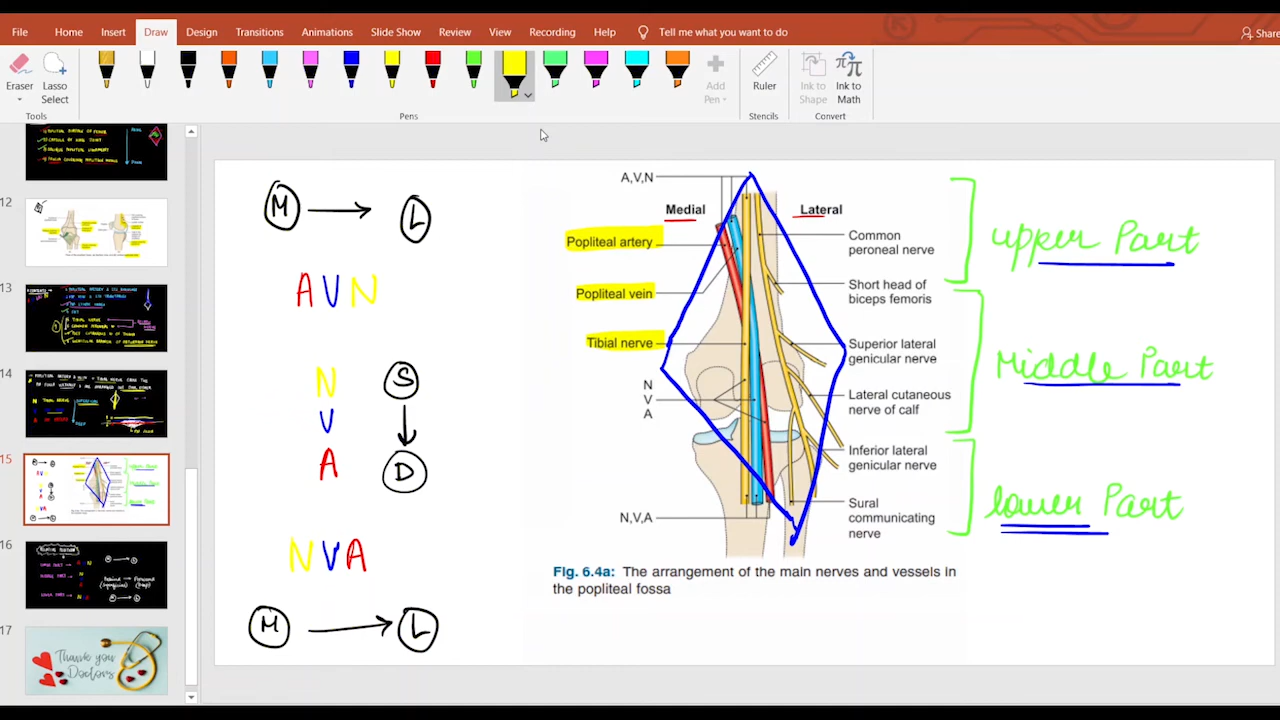 File Home Insert Draw Design Transitions Animations Slide Show Review View Recording Help Tell me what you want to do Share
Eraser
Lasso
Select
Add
Pen
Ruler
Ink to
Shape
Ink to
Math
Tools
Pens
Stencils
Convert
12
13
14
15
16
17
Thank you
Doctors
M → L
A V N
N S
V ↓
A D
N V A
M → L
A,V,N
Medial
Lateral
Popliteal artery
Popliteal vein
Tibial nerve
N
V
A
N,V,A
Common
peroneal nerve
Short head of
biceps femoris
Superior lateral
genicular nerve
Lateral cutaneous
nerve of calf
Inferior lateral
genicular nerve
Sural
communicating
nerve
upper Part
Middle Part
lower Part
Fig. 6.4a: The arrangement of the main nerves and vessels in
the popliteal fossa